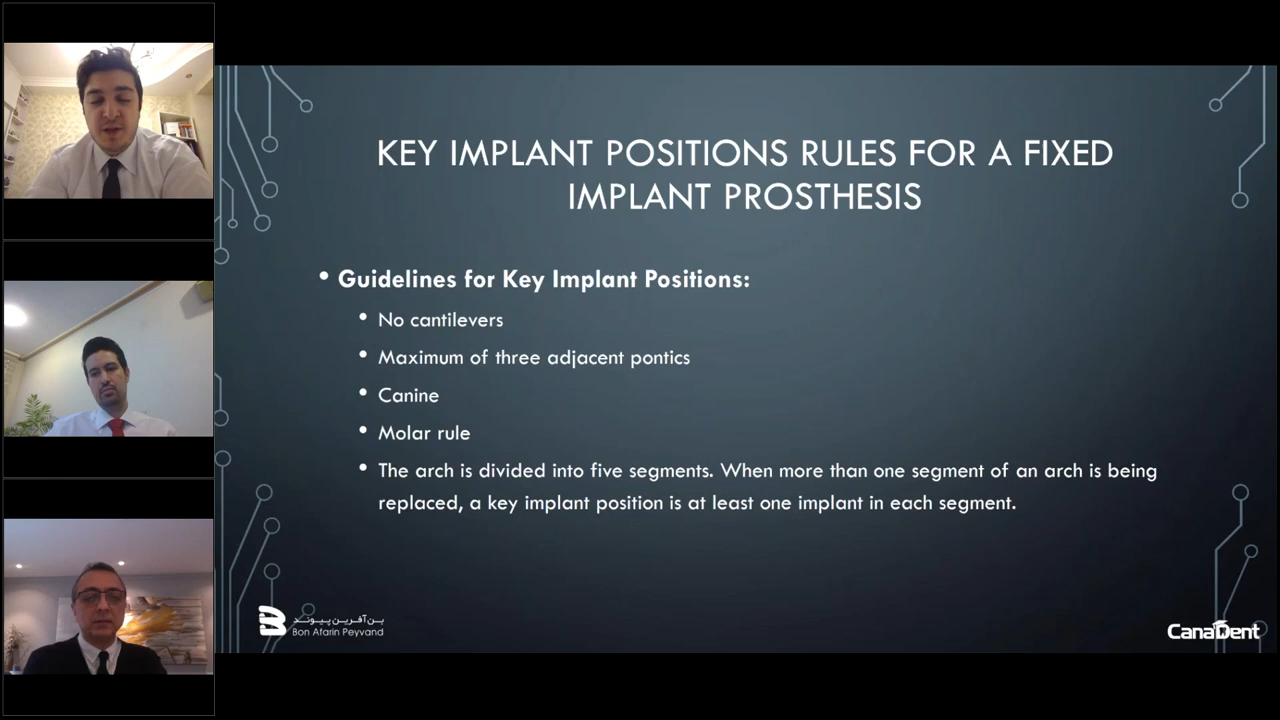 KEY IMPLANT POSITIONS RULES FOR A FIXED
IMPLANT PROSTHESIS
• Guidelines for Key Implant Positions:
• No cantilevers
• Maximum of three adjacent pontics
• Canine
• Molar rule
• The arch is divided into five segments. When more than one segment of an arch is being
replaced, a key implant position is at least one implant in each segment.
بن‌آفرین‌پیوند
Bon Afarin Peyvand
CanaDent